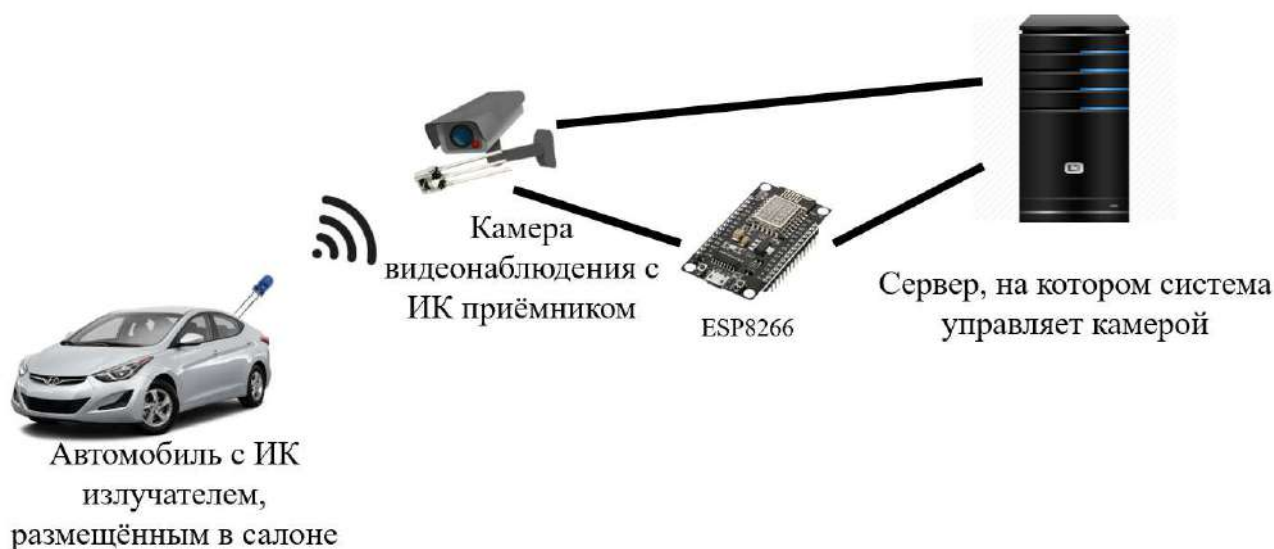 Камера
видеонаблюдения с
ИК приёмником
ESP8266
Сервер, на котором система
управляет камерой
Автомобиль с ИК
излучателем,
размещённым в салоне